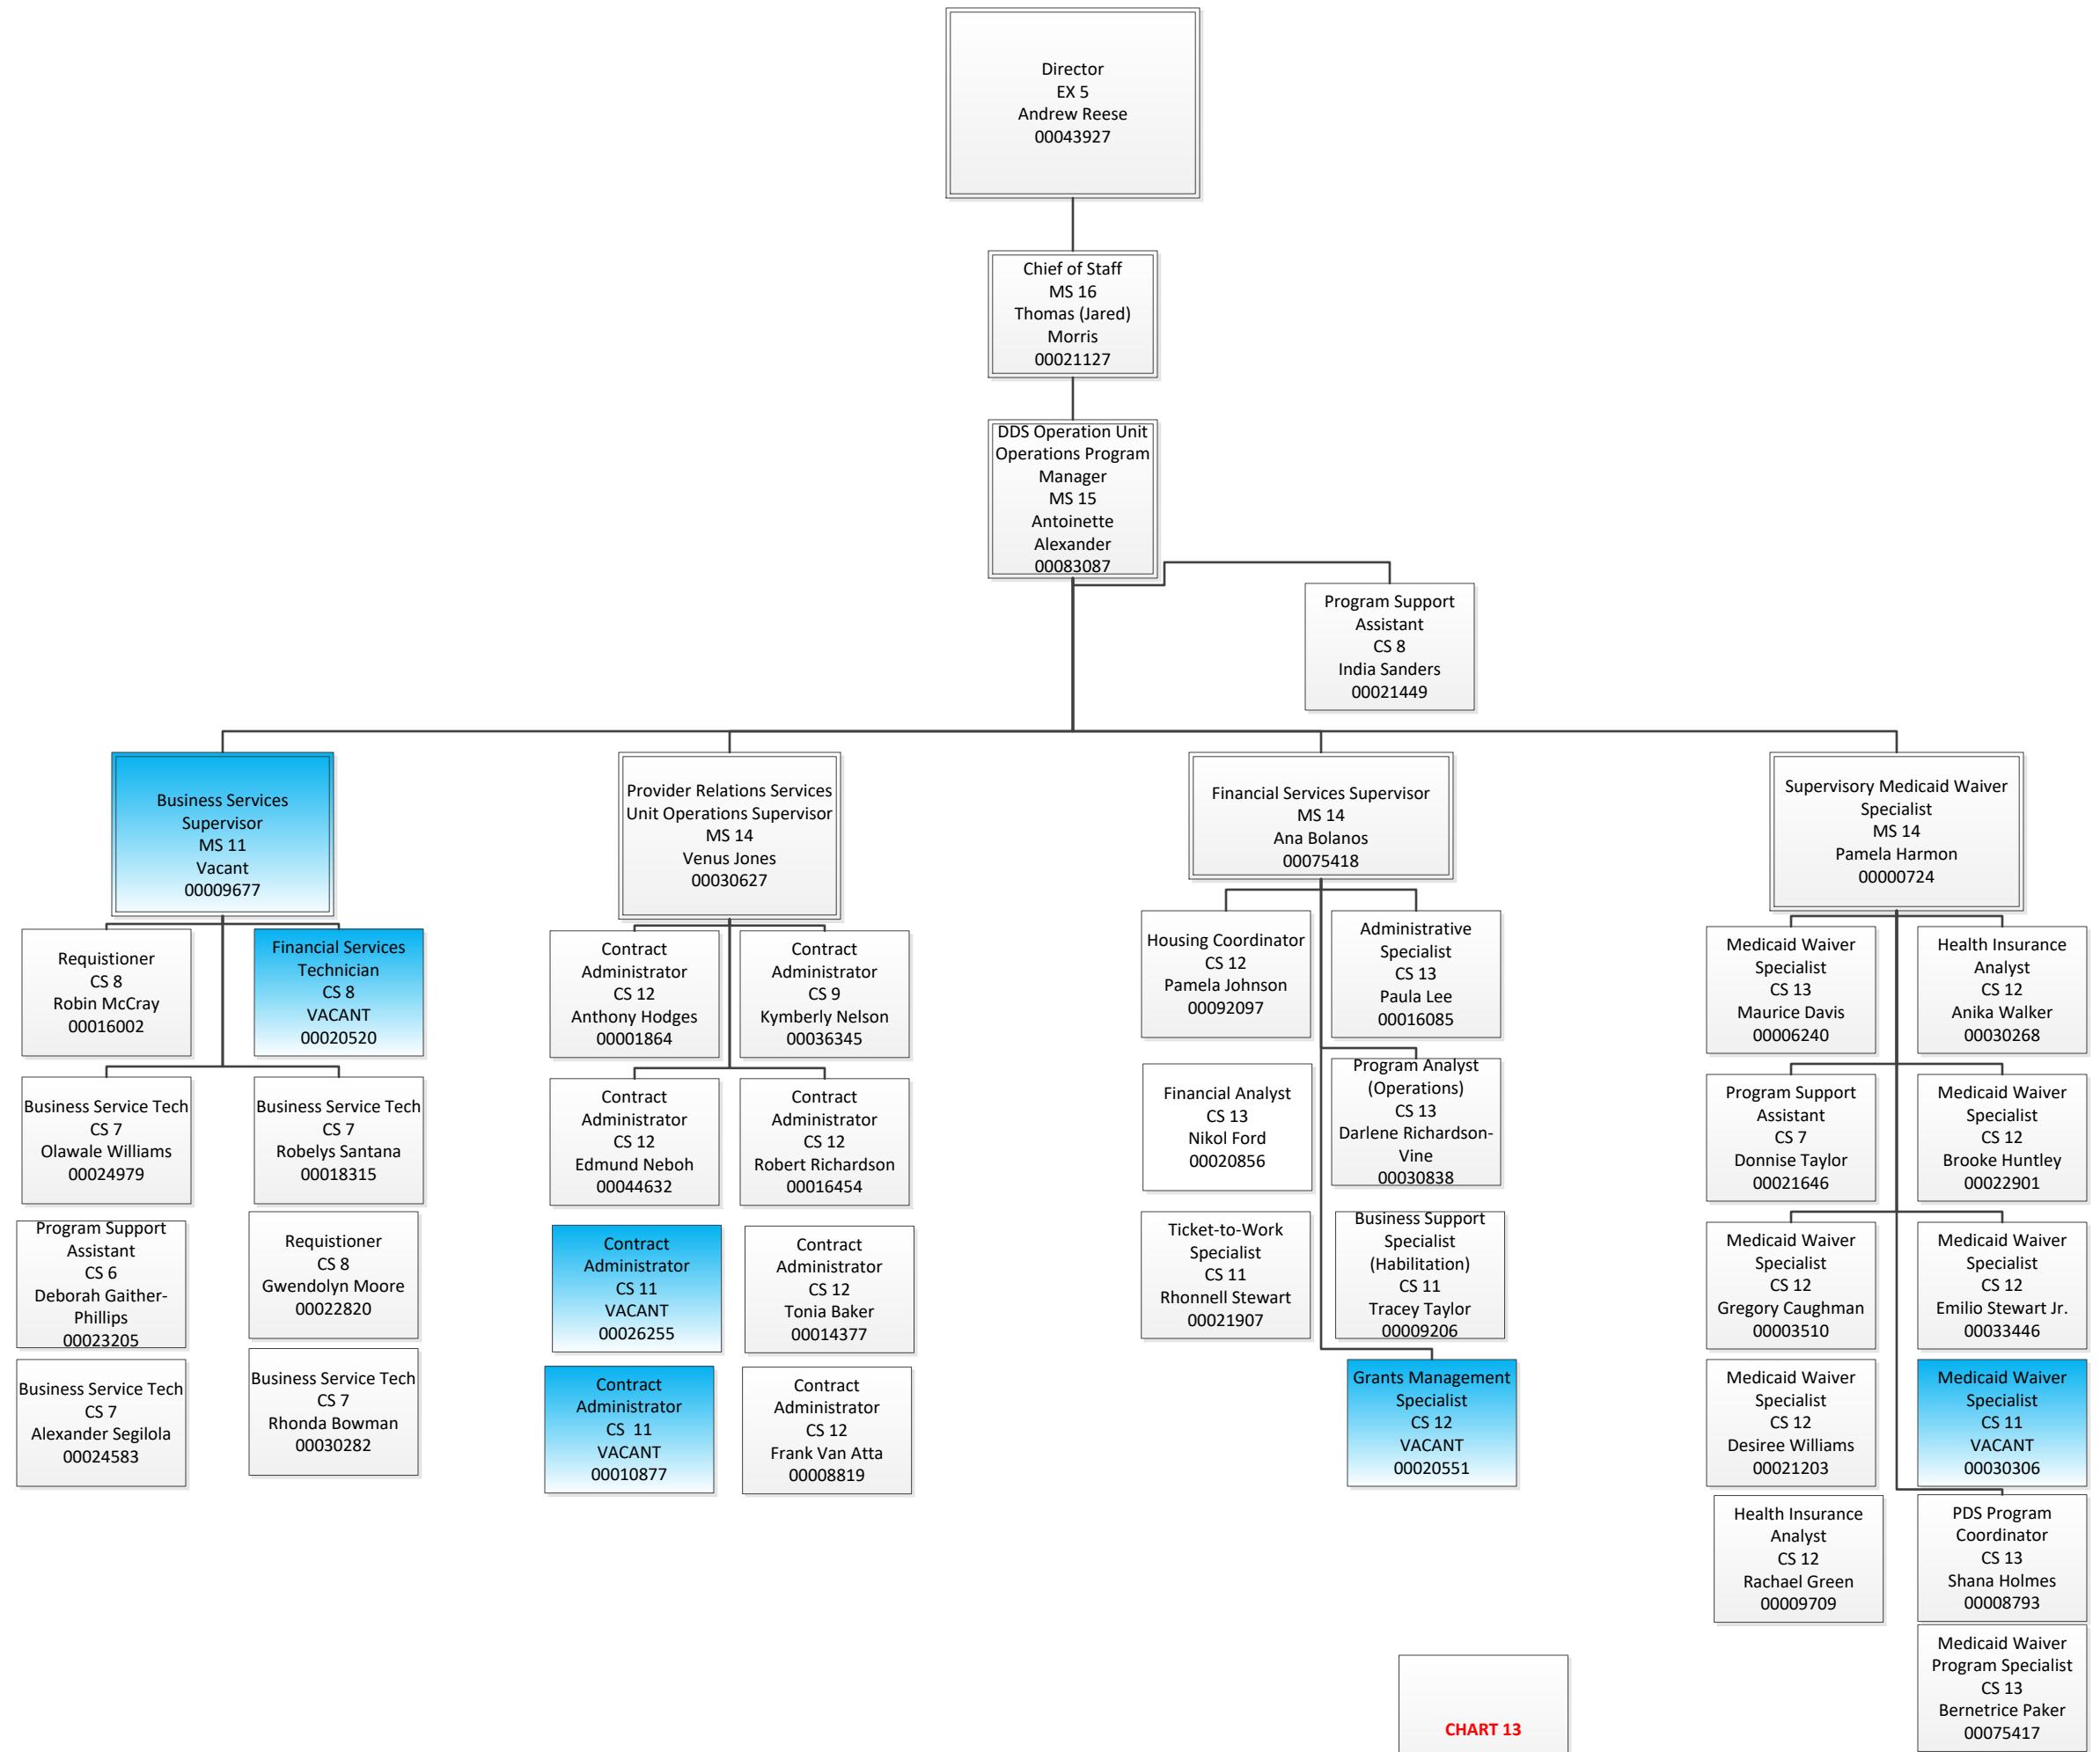 Director
EX 5
Andrew Reese
00043927
Chief of Staff
MS 16
Thomas (Jared)
Morris
00021127
DDS Operation Unit
Operations Program
Manager
MS 15
Antoinette
Alexander
00083087
Program Support
Assistant
CS 8
India Sanders
00021449
Business Services
Supervisor
MS 11
Vacant
00009677
Provider Relations Services
Unit Operations Supervisor
MS 14
Venus Jones
00030627
Financial Services Supervisor
MS 14
Ana Bolanos
00075418
Supervisory Medicaid Waiver
Specialist
MS 14
Pamela Harmon
00000724
Requistioner
CS 8
Robin McCray
00016002
Financial Services
Technician
CS 8
VACANT
00020520
Contract
Administrator
CS 12
Anthony Hodges
00001864
Contract
Administrator
CS 9
Kymberly Nelson
00036345
Housing Coordinator
CS 12
Pamela Johnson
00092097
Administrative
Specialist
CS 13
Paula Lee
00016085
Medicaid Waiver
Specialist
CS 13
Maurice Davis
00006240
Health Insurance
Analyst
CS 12
Anika Walker
00030268
Business Service Tech
CS 7
Olawale Williams
00024979
Business Service Tech
CS 7
Robelys Santana
00018315
Contract
Administrator
CS 12
Edmund Neboh
00044632
Contract
Administrator
CS 12
Robert Richardson
00016454
Financial Analyst
CS 13
Nikol Ford
00020856
Program Analyst
(Operations)
CS 13
Darlene Richardson-
Vine
00030838
Program Support
Assistant
CS 7
Donnise Taylor
00021646
Medicaid Waiver
Specialist
CS 12
Brooke Huntley
00022901
Program Support
Assistant
CS 6
Deborah Gaither-
Phillips
00023205
Requistioner
CS 8
Gwendolyn Moore
00022820
Contract
Administrator
CS 11
VACANT
00026255
Contract
Administrator
CS 12
Tonia Baker
00014377
Ticket-to-Work
Specialist
CS 11
Rhonnell Stewart
00021907
Business Support
Specialist
(Habilitation)
CS 11
Tracey Taylor
00009206
Medicaid Waiver
Specialist
CS 12
Gregory Caughman
00003510
Medicaid Waiver
Specialist
CS 12
Emilio Stewart Jr.
00033446
Business Service Tech
CS 7
Alexander Segilola
00024583
Business Service Tech
CS 7
Rhonda Bowman
00030282
Contract
Administrator
CS 11
VACANT
00010877
Contract
Administrator
CS 12
Frank Van Atta
00008819
Grants Management
Specialist
CS 12
VACANT
00020551
Medicaid Waiver
Specialist
CS 12
Desiree Williams
00021203
Medicaid Waiver
Specialist
CS 11
VACANT
00030306
Health Insurance
Analyst
CS 12
Rachael Green
00009709
PDS Program
Coordinator
CS 13
Shana Holmes
00008793
Medicaid Waiver
Program Specialist
CS 13
Bernetrice Paker
00075417
CHART 13